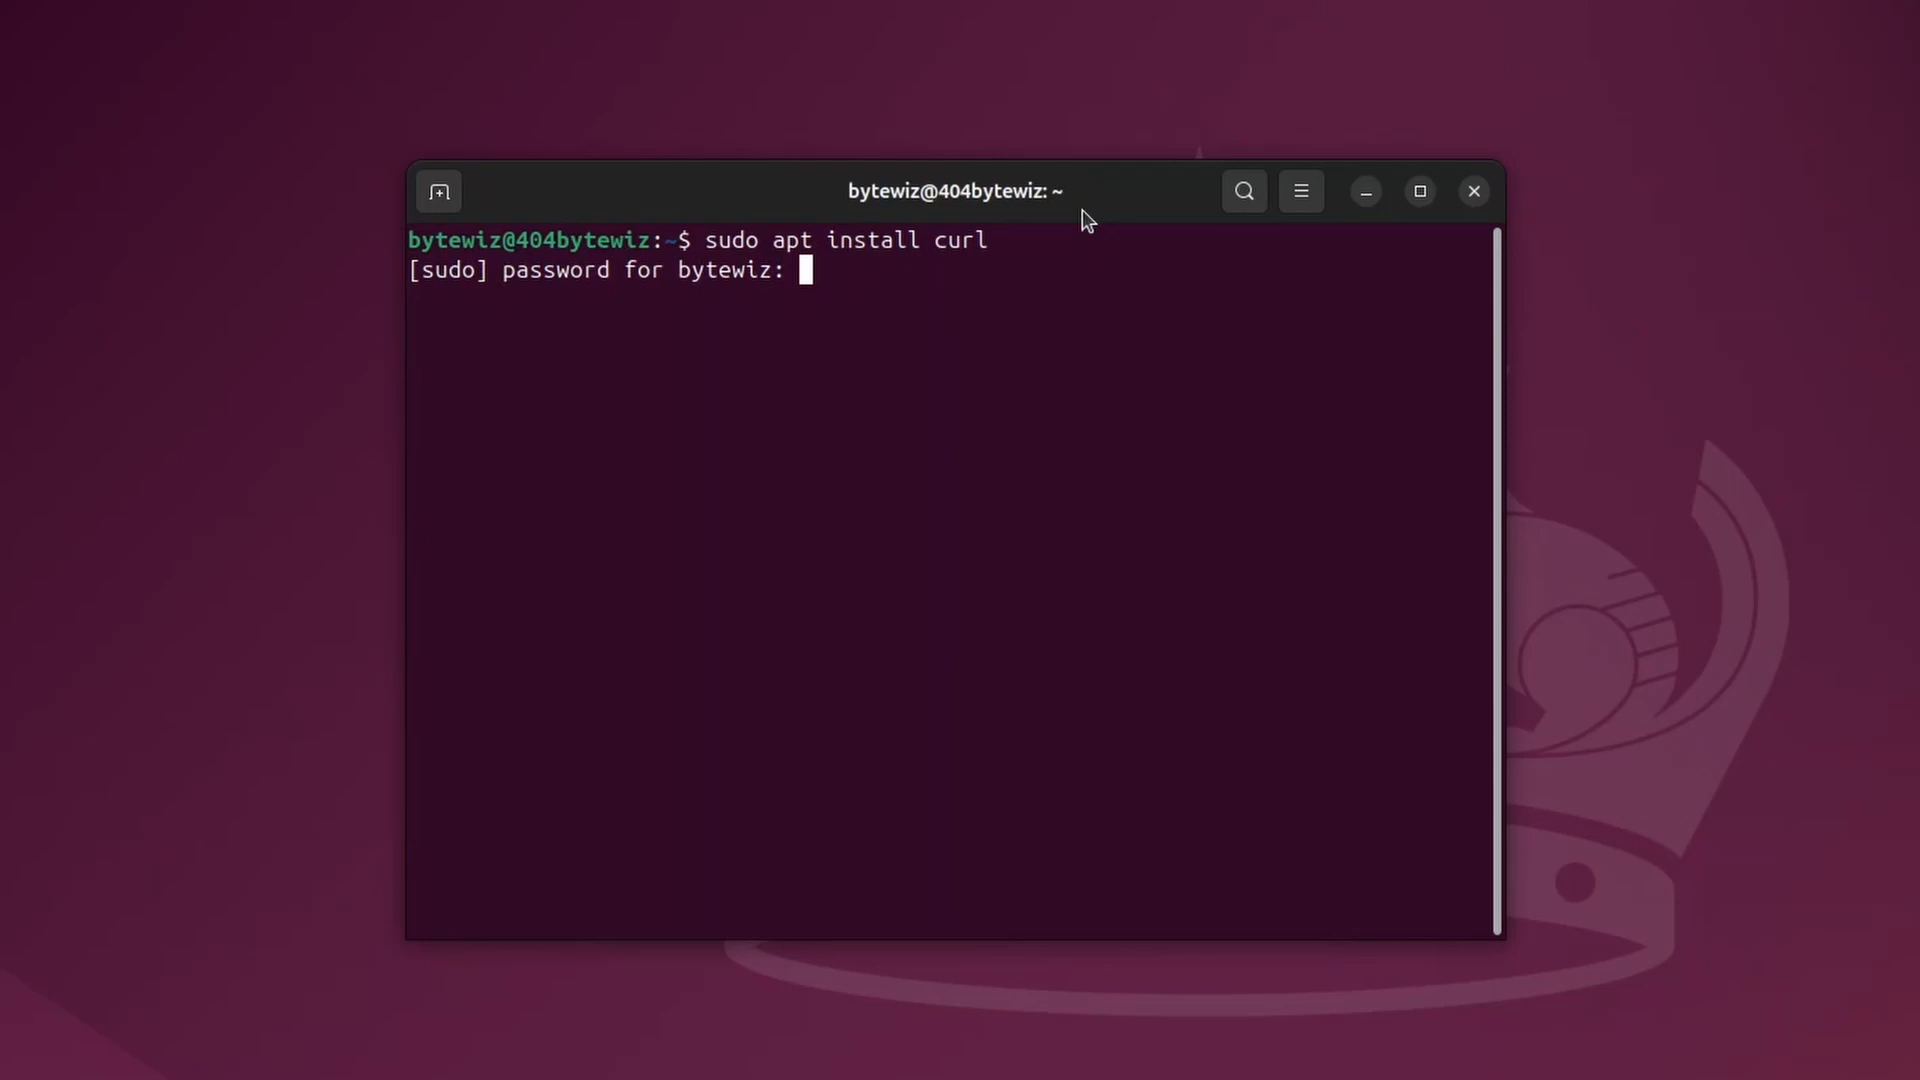 bytewiz@404bytewiz: ~
bytewiz@404bytewiz:~$ sudo apt install curl
[sudo] password for bytewiz: